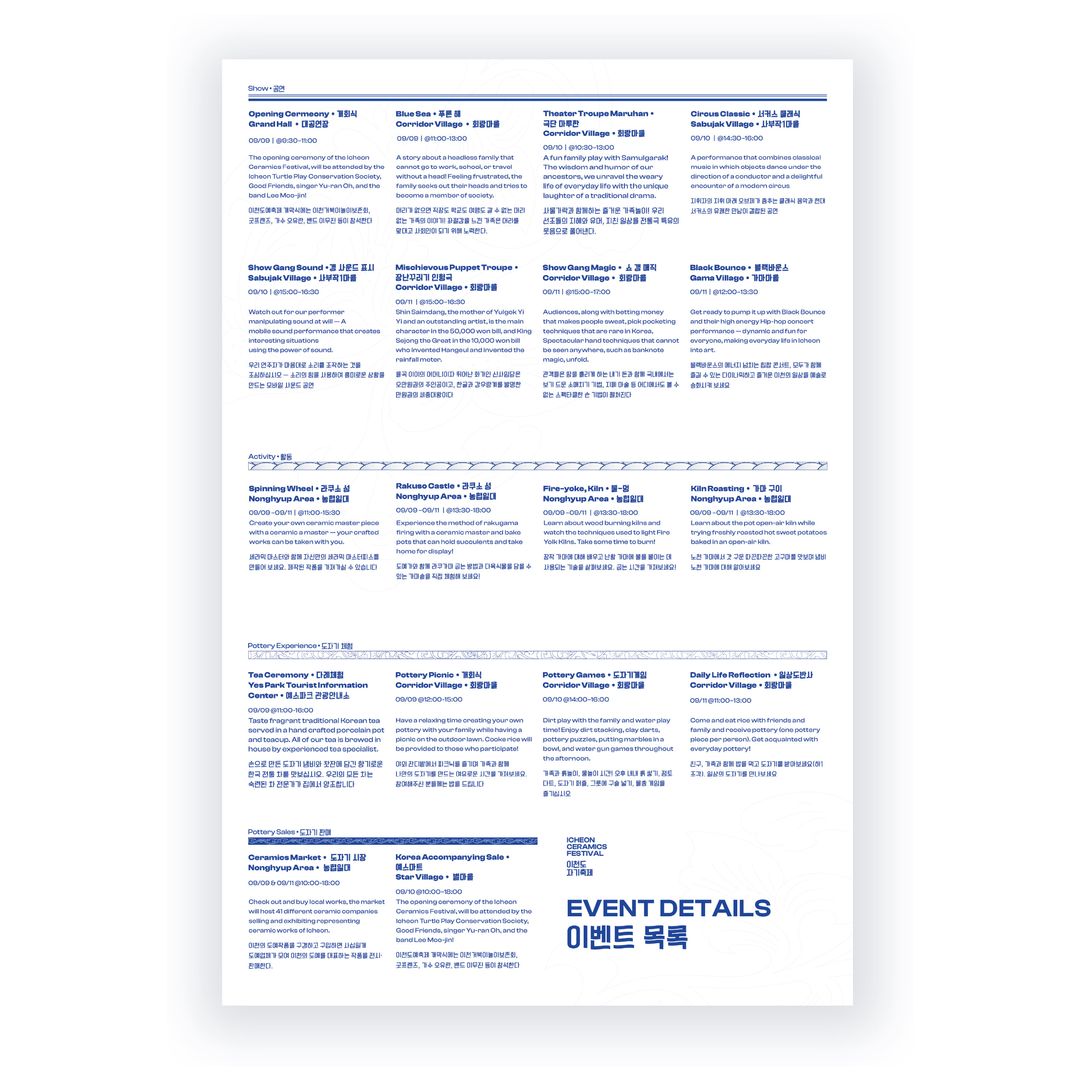 Show • 공연
Opening Cermeony • 개회식
Grand Hall • 대공연장
09/09 | @9:30-11:00
The opening ceremony of the Icheon
Ceramics Festival, will be attended by the
Icheon Turtle Play Conservation Society,
Good Friends, singer Yu-ran Oh, and the
band Lee Moo-jin!
이천도예축제 개막식에는 이천거북이놀이보존회,
굿프렌즈, 가수 오유란, 밴드 이무진 등이 참석한다
Blue Sea • 푸른 해
Corridor Village • 회랑마을
09/09 | @11:00-13:00
A story about a headless family that
cannot go to work, school, or travel
without a head! Feeling frustrated, the
family seeks out their heads and tries to
become a member of society.
머리가 없으면 직장도 학교도 여행도 갈 수 없는 머리
없는 가족의 이야기! 좌절감을 느낀 가족은 머리를
찾대고 사회인이 되기 위해 노력한다.
Theater Troupe Maruhan •
극단 마루한
Corridor Village • 회랑마을
09/10 | @10:30-13:00
A fun family play with Samulgarak!
The wisdom and humor of our
ancestors, we unravel the weary
life of everyday life with the unique
laughter of a traditional drama.
사물가락과 함께하는 즐거운 가족놀이! 우리
선조들의 지혜와 유머, 지친 일상을 전통극 특유의
웃음으로 풀어낸다.
Circus Classic • 서커스 클래식
Sabujak Village • 사부작1마을
09/10 | @14:30-16:00
A performance that combines classical
music in which objects dance under the
direction of a conductor and a delightful
encounter of a modern circus
지휘자의 지휘 아래 오브제가 춤추는 클래식 음악과 현대
서커스의 유쾌한 만남이 결합된 공연
Show Gang Sound • 갱 사운드 표시
Sabujak Village • 사부작1마을
09/10 | @15:00-16:30
Watch out for our performer
manipulating sound at will — A
mobile sound performance that creates
interesting situations
using the power of sound.
우리 연주자가 마음대로 소리를 조작하는 것을
조심하십시오 — 소리의 힘을 사용하여 흥미로운 상황을
만드는 모바일 사운드 공연
Mischievous Puppet Troupe •
장난꾸러기 인형극
Corridor Village • 회랑마을
09/11 | @15:00-16:30
Shin Saimdang, the mother of Yulgok Yi
Yi and an outstanding artist, is the main
character in the 50,000 won bill, and King
Sejong the Great in the 10,000 won bill
who invented Hangeul and invented the
rainfall meter.
율곡 이이의 어머니이자 뛰어난 화가인 신사임당은
오만원권의 주인공이고, 한글과 강우량계를 발명한
만원권의 세종대왕이다
Show Gang Magic • 쇼 갱 매직
Corridor Village • 회랑마을
09/11 | @15:00-17:00
Audiences, along with betting money
that makes people sweat, pick pocketing
techniques that are rare in Korea,
Spectacular hand techniques that cannot
be seen anywhere, such as banknote
magic, unfold.
관객들은 땀을 흘리게 하는 내기 돈과 함께 국내에서는
보기 드문 소매치기 기법, 지폐 마술 등 어디에서도 볼 수
없는 스펙타클한 손 기법이 펼쳐진다
Black Bounce • 블랙바운스
Gama Village • 가마마을
09/11 | @12:00-13:30
Get ready to pump it up with Black Bounce
and their high energy Hip-hop concert
performance — dynamic and fun for
everyone, making everyday life in Icheon
into art.
블랙바운스의 에너지 넘치는 힙합 콘서트, 모두가 함께
즐길 수 있는 다이나믹하고 즐거운 이천의 일상을 예술로
승화시켜 보세요
Activity • 활동
Spinning Wheel • 라쿠소 성
Nonghyup Area • 농협일대
09/09 -09/11 | @11:00-15:30
Create your own ceramic master piece
with a ceramic a master — your crafted
works can be taken with you.
세라믹 마스터와 함께 자신만의 세라믹 마스터피스를
만들어 보세요. 제작된 작품을 가져가실 수 있습니다
Rakuso Castle • 라쿠소 성
Nonghyup Area • 농협일대
09/09 -09/11 | @13:30-18:00
Experience the method of rakugama
firing with a ceramic master and bake
pots that can hold succulents and take
home for display!
도예가와 함께 라쿠가마 굽는 방법과 다육식물을 담을 수
있는 가마솥을 직접 체험해 보세요!
Fire-yoke, Kiln • 불-멍
Nonghyup Area • 농협일대
09/09 -09/11 | @13:30-18:00
Learn about wood burning kilns and
watch the techniques used to light Fire
Yolk Kilns. Take some time to burn!
장작 가마에 대해 배우고 난황 가마에 불을 붙이는 데
사용되는 기술을 살펴보세요. 굽는 시간을 가져보세요!
Kiln Roasting • 가마 구이
Nonghyup Area • 농협일대
09/09 -09/11 | @13:30-18:00
Learn about the pot open-air kiln while
trying freshly roasted hot sweet potatoes
baked in an open-air kiln.
노천 가마에서 갓 구운 따끈따끈한 고구마를 맛보며 냄비
노천 가마에 대해 알아보세요
Pottery Experience • 도자기 체험
Tea Ceremony • 다례체험
Yes Park Tourist Information
Center • 예스파크 관광안내소
09/09 @11:00-16:00
Taste fragrant traditional Korean tea
served in a hand crafted porcelain pot
and teacup. All of our tea is brewed in
house by experienced tea specialist.
손으로 만든 도자기 냄비와 찻잔에 담긴 향기로운
한국 전통 차를 맛보십시오. 우리의 모든 차는
숙련된 차 전문가가 집에서 양조합니다
Pottery Picnic • 개회식
Corridor Village • 회랑마을
09/09 @12:00-15:00
Have a relaxing time creating your own
pottery with your family while having a
picnic on the outdoor lawn. Cooke rice will
be provided to those who participate!
야외 잔디밭에서 피크닉을 즐기며 가족과 함께
나만의 도자기를 만드는 여유로운 시간을 가져보세요.
참여해주신 분들께는 밥을 드립니다
Pottery Games • 도자기게임
Corridor Village • 회랑마을
09/10 @14:00-16:00
Dirt play with the family and water play
time! Enjoy dirt stacking, clay darts,
pottery puzzles, putting marbles in a
bowl, and water gun games throughout
the afternoon.
가족과 흙놀이, 물놀이 시간! 오후 내내 흙 쌓기, 점토
다트, 도자기 퍼즐, 그릇에 구슬 넣기, 물총 게임을
즐기십시오
Daily Life Reflection • 일상도반사
Corridor Village • 회랑마을
09/11 @11:00-13:00
Come and eat rice with friends and
family and receive pottery (one pottery
piece per person). Get acquainted with
everyday pottery!
친구, 가족과 함께 밥을 먹고 도자기를 받아보세요(1인
조각). 일상의 도자기를 만나보세요
Pottery Sales • 도자기 판매
Ceramics Market • 도자기 시장
Nonghyup Area • 농협일대
09/09 & 09/11 @10:00-18:00
Check out and buy local works, the market
will host 41 different ceramic companies
selling and exhibiting representing
ceramic works of Icheon.
이천의 도예작품을 구경하고 구입하면 사십일개
도예업체가 모여 이천의 도예를 대표하는 작품을 전시·
판매한다.
Korea Accompanying Sale •
예스마트
Star Village • 별마을
09/10 @10:00-18:00
The opening ceremony of the Icheon
Ceramics Festival, will be attended by the
Icheon Turtle Play Conservation Society,
Good Friends, singer Yu-ran Oh, and the
band Lee Moo-jin!
이천도예축제 개막식에는 이천거북이놀이보존회,
굿프렌즈, 가수 오유란, 밴드 이무진 등이 참석한다
ICHEON
CERAMICS
FESTIVAL
이천도
자기축제
EVENT DETAILS
이벤트 목록